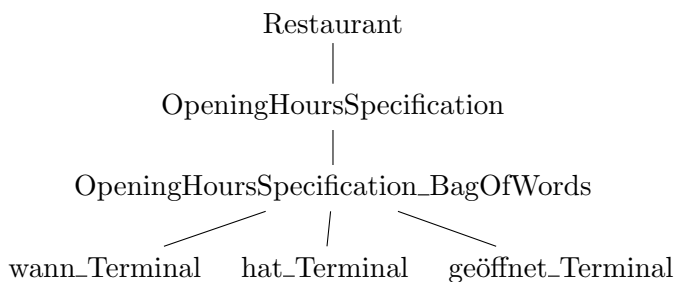 Restaurant
OpeningHoursSpecification
OpeningHoursSpecification_BagOfWords
wann_Terminal hat_Terminal geöffnet_Terminal